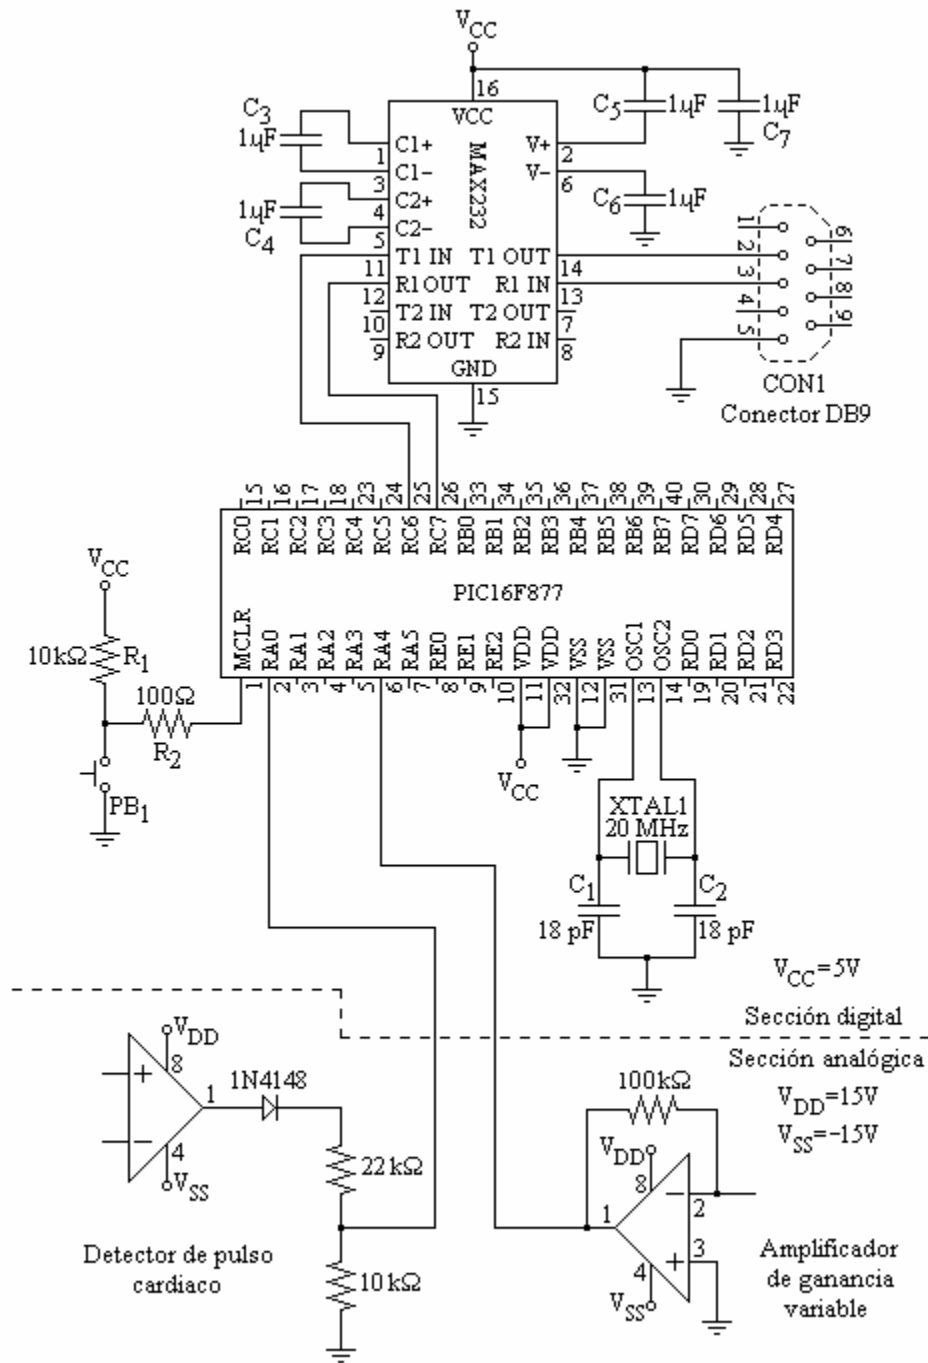 VCC
16
VCC
C3
1µF
C5
1µF
1µF
C7
C1+
1
C1−
3
C2+
4
C2−
5
1µF
C4
MAX232
V+
2
V−
6
C6
1µF
T1 IN
11
R1 OUT
12
T2 IN
10
R2 OUT
9
T1 OUT
14
R1 IN
13
T2 OUT
7
R2 IN
8
GND
15
1
2
3
4
5
6
7
8
9
CON1
Conector DB9
15 16 17 18 23 24 25 26 33 34 35 36 37 38 39 40 30 29 28 27
RC0 RC1 RC2 RC3 RC4 RC5 RC6 RC7 RB0 RB1 RB2 RB3 RB4 RB5 RB6 RB7 RD7 RD6 RD5 RD4
PIC16F877
MCLR RA0 RA1 RA2 RA3 RA4 RA5 RE0 RE1 RE2 VDD VDD VSS VSS OSC1 OSC2 RD0 RD1 RD2 RD3
1 2 3 4 5 6 7 8 9 10 11 32 12 31 13 14 19 20 21 22
VCC
10kΩ
R1
100Ω
R2
PB1
VCC
XTAL1
20 MHz
C1
18 pF
C2
18 pF
VCC=5V
Sección digital
Sección analógica
VDD=15V
VSS=−15V
VDD
8
+
−
1
4
VSS
1N4148
22kΩ
10kΩ
Detector de pulso
cardiaco
100kΩ
VDD
8
1
−
2
+
3
4
VSS
Amplificador
de ganancia
variable